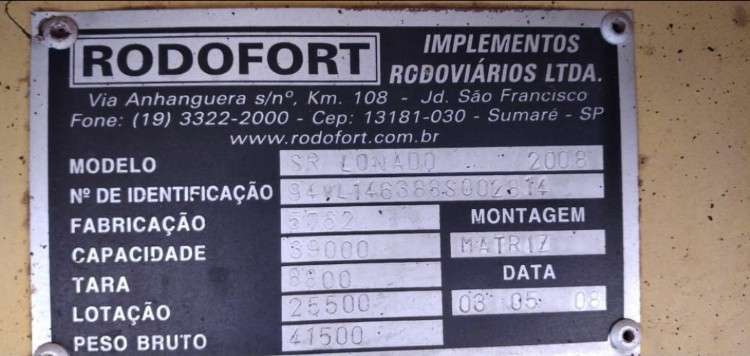 RODOFORT IMPLEMENTOS RODOVIÁRIOS LTDA.
Via Anhanguera s/nº, Km. 108 - Jd. São Francisco
Fone: (19) 3322-2000 - Cep: 13181-030 - Sumaré - SP
www.rodofort.com.br
MODELO SR LONADO 2008
Nº DE IDENTIFICAÇÃO
FABRICAÇÃO 5762
CAPACIDADE 39000
TARA 8800
LOTAÇÃO 25500
PESO BRUTO 41500
MONTAGEM
MATRIZ
DATA
03 05 08